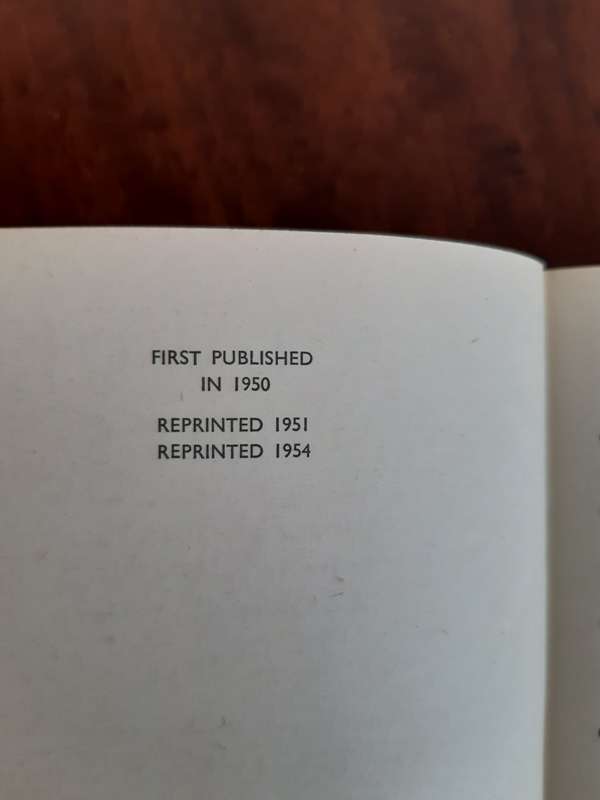 FIRST PUBLISHED
IN 1950
REPRINTED 1951
REPRINTED 1954